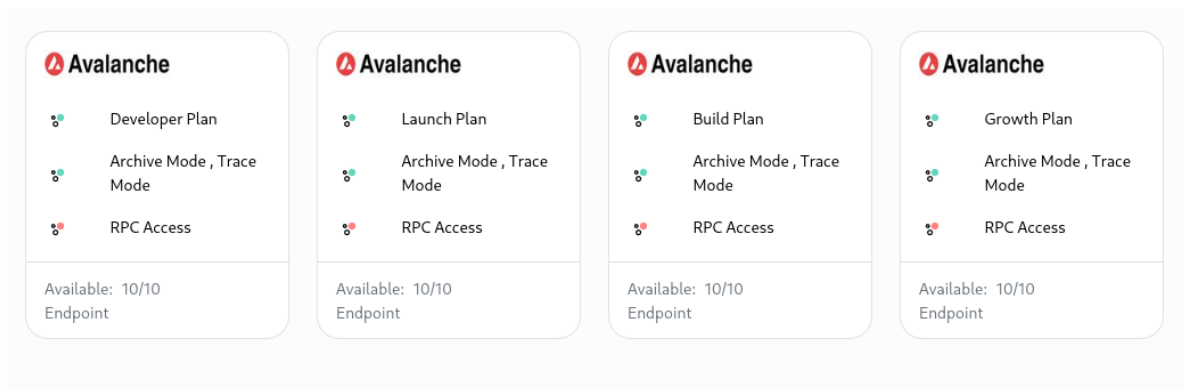 Avalanche
Developer Plan
Archive Mode , Trace
Mode
RPC Access
Available: 10/10
Endpoint
Avalanche
Launch Plan
Archive Mode , Trace
Mode
RPC Access
Available: 10/10
Endpoint
Avalanche
Build Plan
Archive Mode , Trace
Mode
RPC Access
Available: 10/10
Endpoint
Avalanche
Growth Plan
Archive Mode , Trace
Mode
RPC Access
Available: 10/10
Endpoint